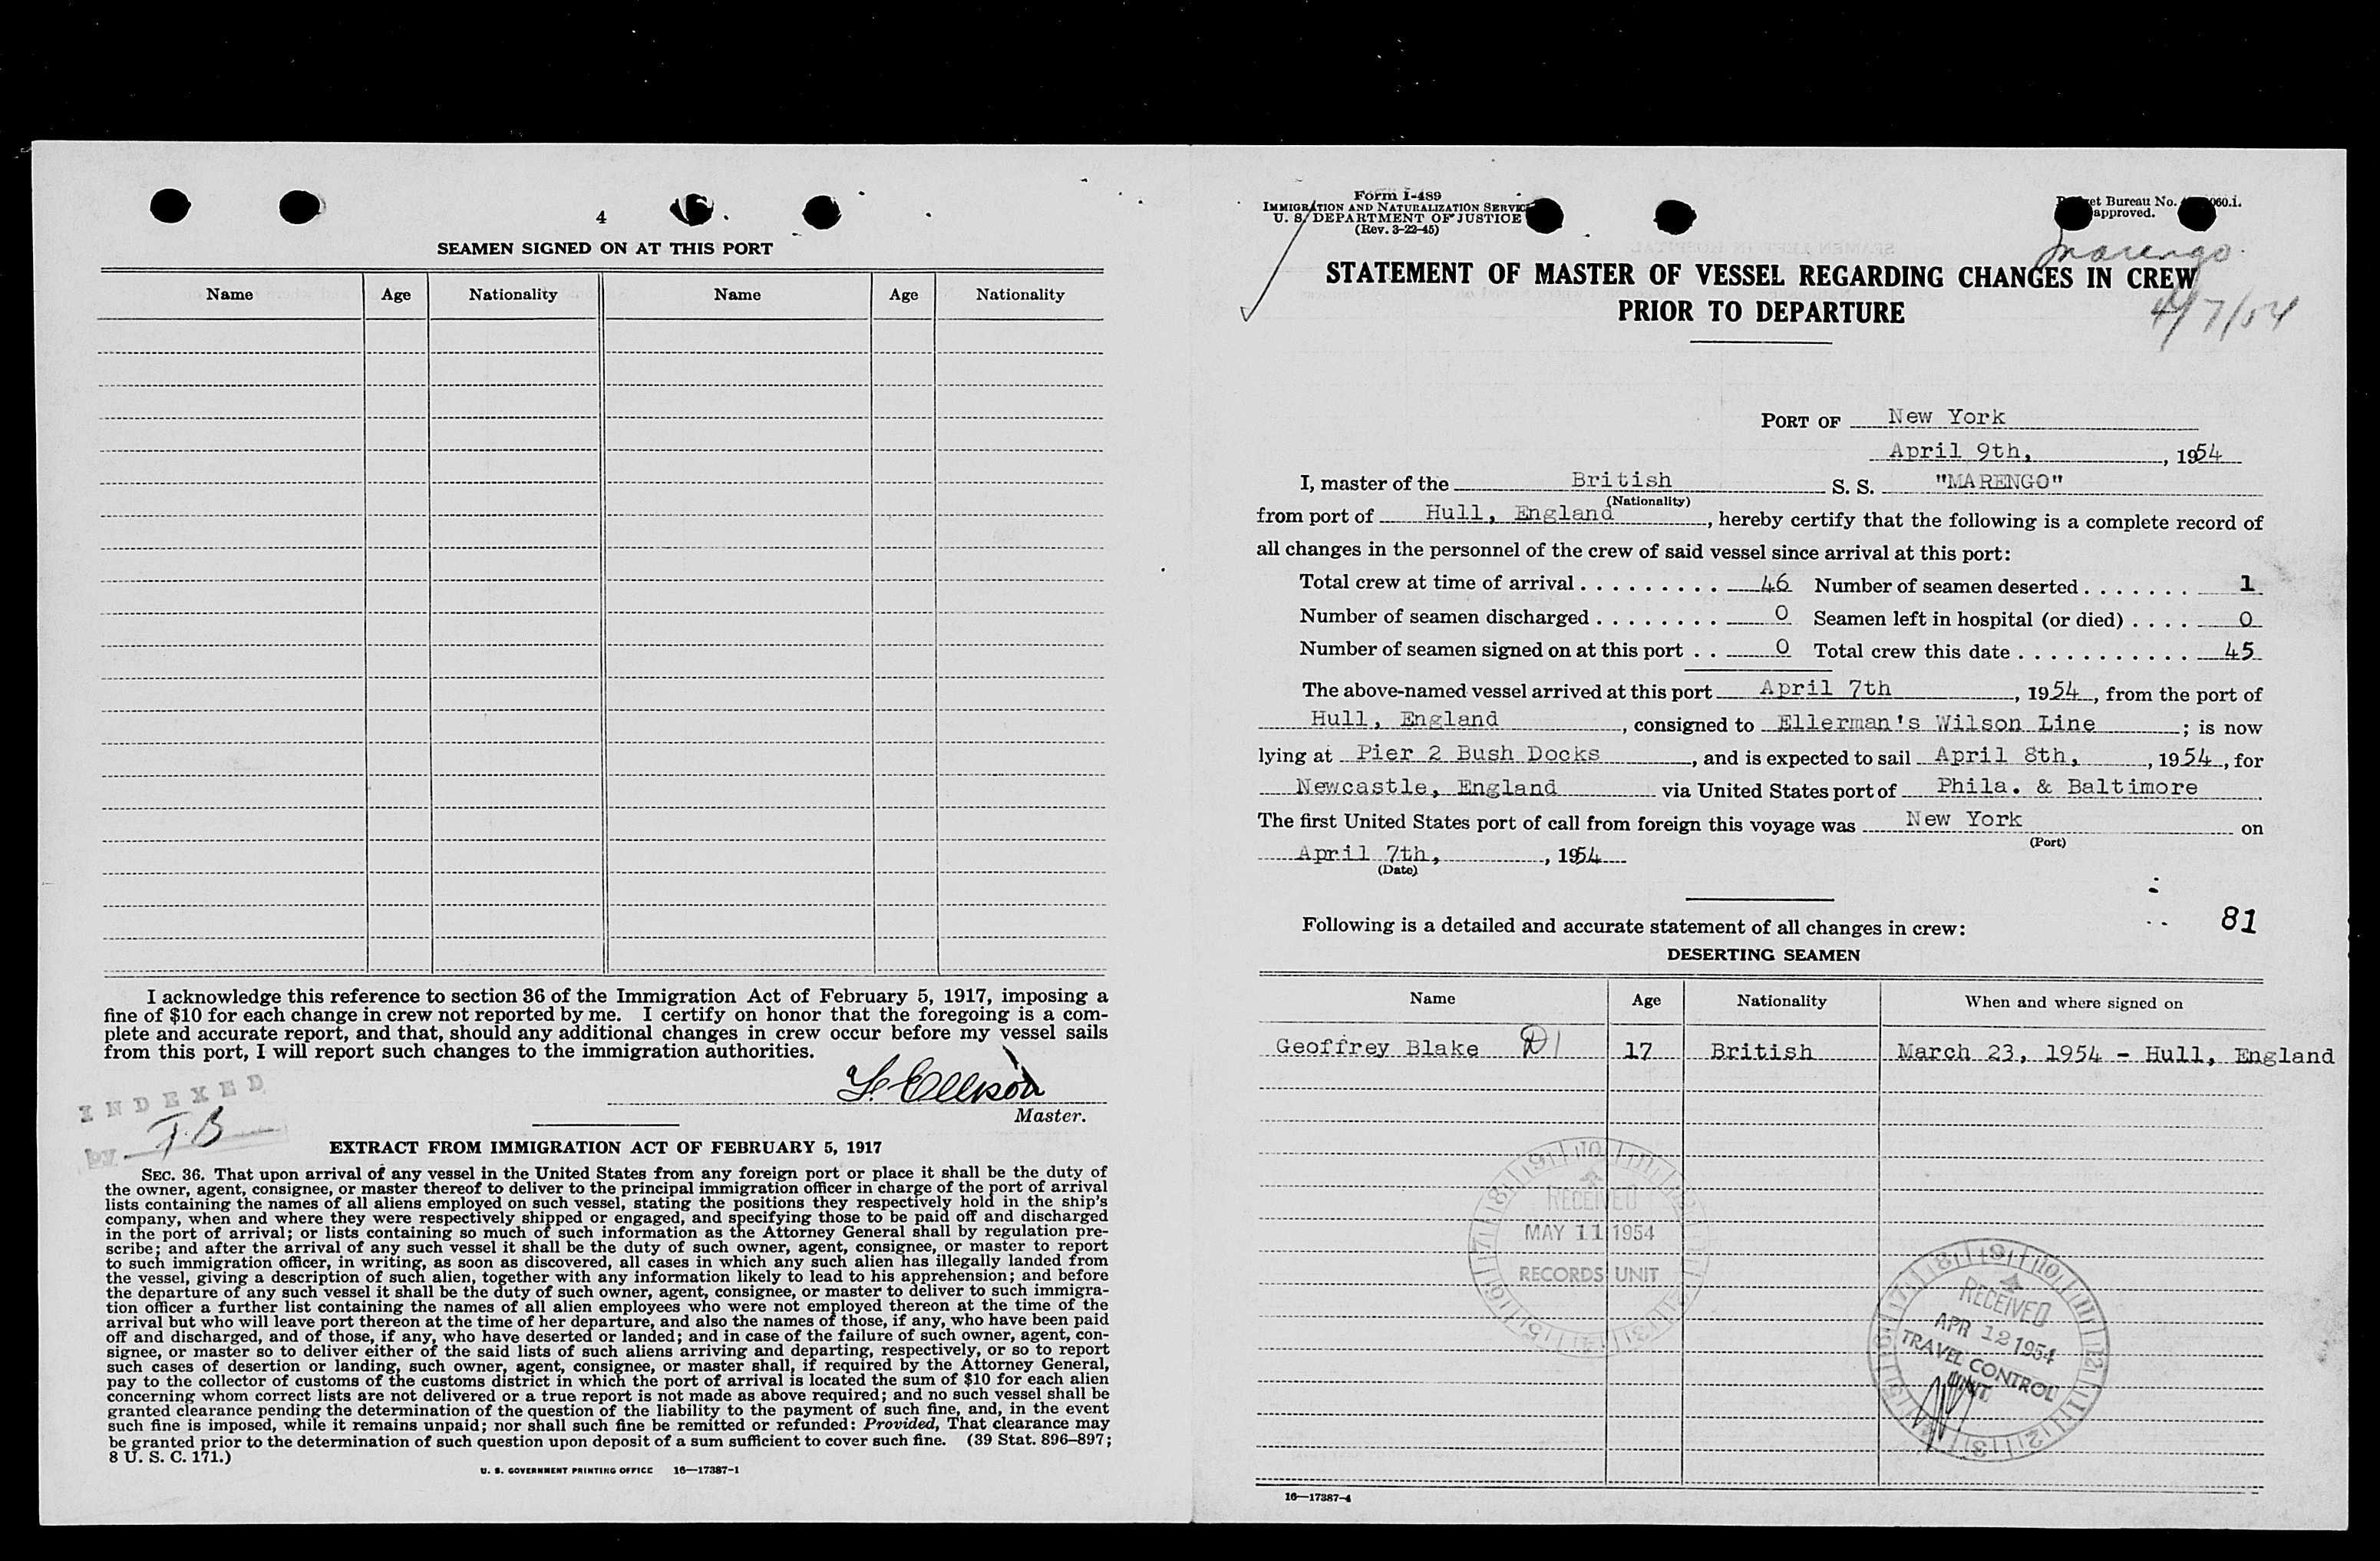 4
SEAMEN SIGNED ON AT THIS PORT
Name Age Nationality Name Age Nationality
I acknowledge this reference to section 36 of the Immigration Act of February 5, 1917, imposing a
fine of $10 for each change in crew not reported by me. I certify on honor that the foregoing is a com-
plete and accurate report, and that, should any additional changes in crew occur before my vessel sails
from this port, I will report such changes to the immigration authorities.
Ellison
Master.
INDEXED
by J.B
EXTRACT FROM IMMIGRATION ACT OF FEBRUARY 5, 1917
SEC. 36. That upon arrival of any vessel in the United States from any foreign port or place it shall be the duty of
the owner, agent, consignee, or master thereof to deliver to the principal immigration officer in charge of the port of arrival
lists containing the names of all aliens employed on such vessel, stating the positions they respectively hold in the ship's
company, when and where they were respectively shipped or engaged, and specifying those to be paid off and discharged
in the port of arrival; or lists containing so much of such information as the Attorney General shall by regulation pre-
scribe; and after the arrival of any such vessel it shall be the duty of such owner, agent, consignee, or master to report
to such immigration officer, in writing, as soon as discovered, all cases in which any such alien has illegally landed from
the vessel, giving a description of such alien, together with any information likely to lead to his apprehension; and before
the departure of any such vessel it shall be the duty of such owner, agent, consignee, or master to deliver to such immigra-
tion officer a further list containing the names of all alien employees who were not employed thereon at the time of the
arrival but who will leave port thereon at the time of her departure, and also the names of those, if any, who have been paid
off and discharged, and of those, if any, who have deserted or landed; and in case of the failure of such owner, agent, con-
signee, or master so to deliver either of the said lists of such aliens arriving and departing, respectively, or so to report
such cases of desertion or landing, such owner, agent, consignee, or master shall, if required by the Attorney General,
pay to the collector of customs of the customs district in which the port of arrival is located the sum of $10 for each alien
concerning whom correct lists are not delivered or a true report is not made as above required; and no such vessel shall be
granted clearance pending the determination of the question of the liability to the payment of such fine, and, in the event
such fine is imposed, while it remains unpaid; nor shall such fine be remitted or refunded: Provided, That clearance may
be granted prior to the determination of such question upon deposit of a sum sufficient to cover such fine. (39 Stat. 896–897;
8 U. S. C. 171.)
U. S. GOVERNMENT PRINTING OFFICE 16—17387-1
Form I-489
IMMIGRATION AND NATURALIZATION SERVICE
U. S. DEPARTMENT OF JUSTICE
(Rev. 3-22-45)
Bureau No. 060.1.
approved.
Marengo
4/7/54
STATEMENT OF MASTER OF VESSEL REGARDING CHANGES IN CREW
PRIOR TO DEPARTURE
PORT OF New York
April 9th, , 1954
I, master of the British S. S. "MARENGO"
(Nationality)
from port of Hull, England , hereby certify that the following is a complete record of
all changes in the personnel of the crew of said vessel since arrival at this port:
Total crew at time of arrival . . . . . . . . . . 46 Number of seamen deserted . . . . . . . 1
Number of seamen discharged . . . . . . . . 0 Seamen left in hospital (or died) . . . . 0
Number of seamen signed on at this port . . 0 Total crew this date . . . . . . . . . . . 45
The above-named vessel arrived at this port April 7th , 1954 , from the port of
Hull, England , consigned to Ellerman's Wilson Line ; is now
lying at Pier 2 Bush Docks , and is expected to sail April 8th, , 1954 , for
Newcastle, England via United States port of Phila. & Baltimore
The first United States port of call from foreign this voyage was New York on
(Port)
April 7th, , 1954
(Date)
81
Following is a detailed and accurate statement of all changes in crew:
DESERTING SEAMEN
Name Age Nationality When and where signed on
Geoffrey Blake D1 17 British March 23, 1954 - Hull, England
RECEIVED
MAY 11 1954
RECORDS UNIT
RECEIVED
APR 12 1954
TRAVEL CONTROL
UNIT
16—17387-4